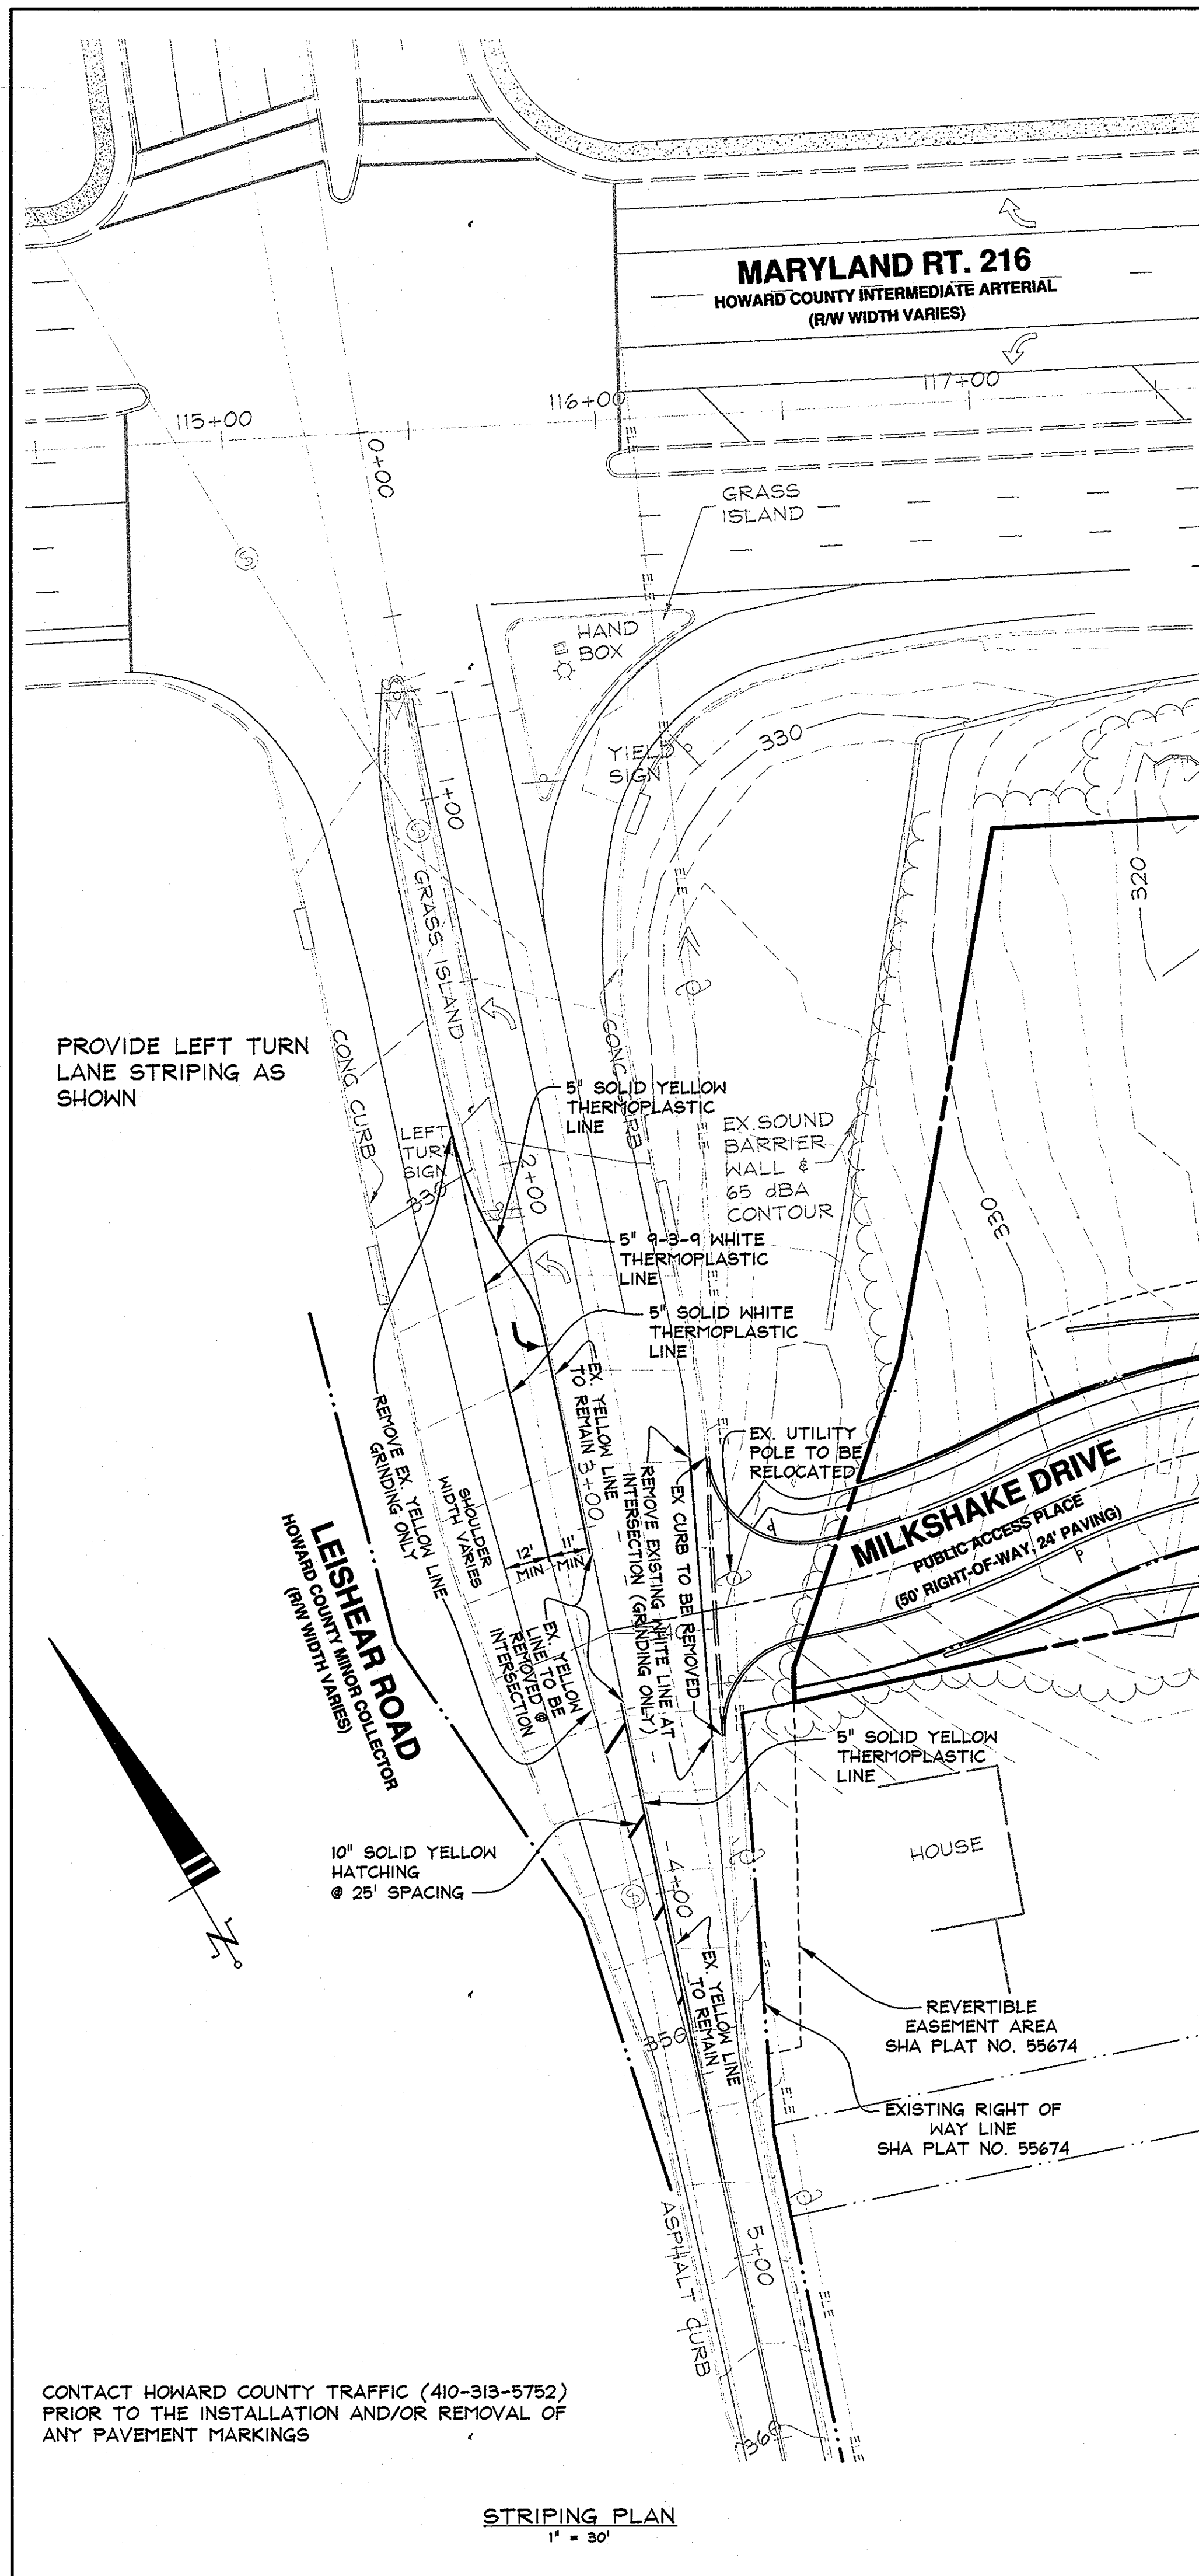 MARYLAND RT. 216
HOWARD COUNTY INTERMEDIATE ARTERIAL
(R/W WIDTH VARIES)
115+00
116+00
117+00
0+00
GRASS
ISLAND
S
ELE
ELE
HAND
BOX
YIELD
SIGN
330
1+00
S
320
ELE
GRASS ISLAND
PROVIDE LEFT TURN
LANE STRIPING AS
SHOWN
CONC CURB
CONC CURB
5" SOLID YELLOW
THERMOPLASTIC
LINE
LEFT
TURN
SIGN
330
2+00
EX. SOUND
BARRIER
WALL &
65 dBA
CONTOUR
330
5" 9-3-9 WHITE
THERMOPLASTIC
LINE
ELE
5" SOLID WHITE
THERMOPLASTIC
LINE
EX. YELLOW LINE
TO REMAIN
3+00
REMOVE EX. YELLOW LINE
GRINDING ONLY
SHOULDER
WIDTH VARIES
12'
MIN
11'
MIN
REMOVE EXISTING WHITE LINE AT
INTERSECTION (GRINDING ONLY)
EX CURB TO BE REMOVED
EX. UTILITY
POLE TO BE
RELOCATED
MILKSHAKE DRIVE
PUBLIC ACCESS PLACE
(50' RIGHT-OF-WAY, 24' PAVING)
LEISHEAR ROAD
HOWARD COUNTY MINOR COLLECTOR
(R/W WIDTH VARIES)
EX. YELLOW
LINE TO BE
REMOVED @
INTERSECTION
5" SOLID YELLOW
THERMOPLASTIC
LINE
10" SOLID YELLOW
HATCHING
@ 25' SPACING
HOUSE
S
4+00
N
EX. YELLOW LINE
TO REMAIN
350
REVERTIBLE
EASEMENT AREA
SHA PLAT NO. 55674
ELE
EXISTING RIGHT OF
WAY LINE
SHA PLAT NO. 55674
ASPHALT CURB
5+00
ELE
360
ELE
CONTACT HOWARD COUNTY TRAFFIC (410-313-5752)
PRIOR TO THE INSTALLATION AND/OR REMOVAL OF
ANY PAVEMENT MARKINGS
STRIPING PLAN
1" = 30'